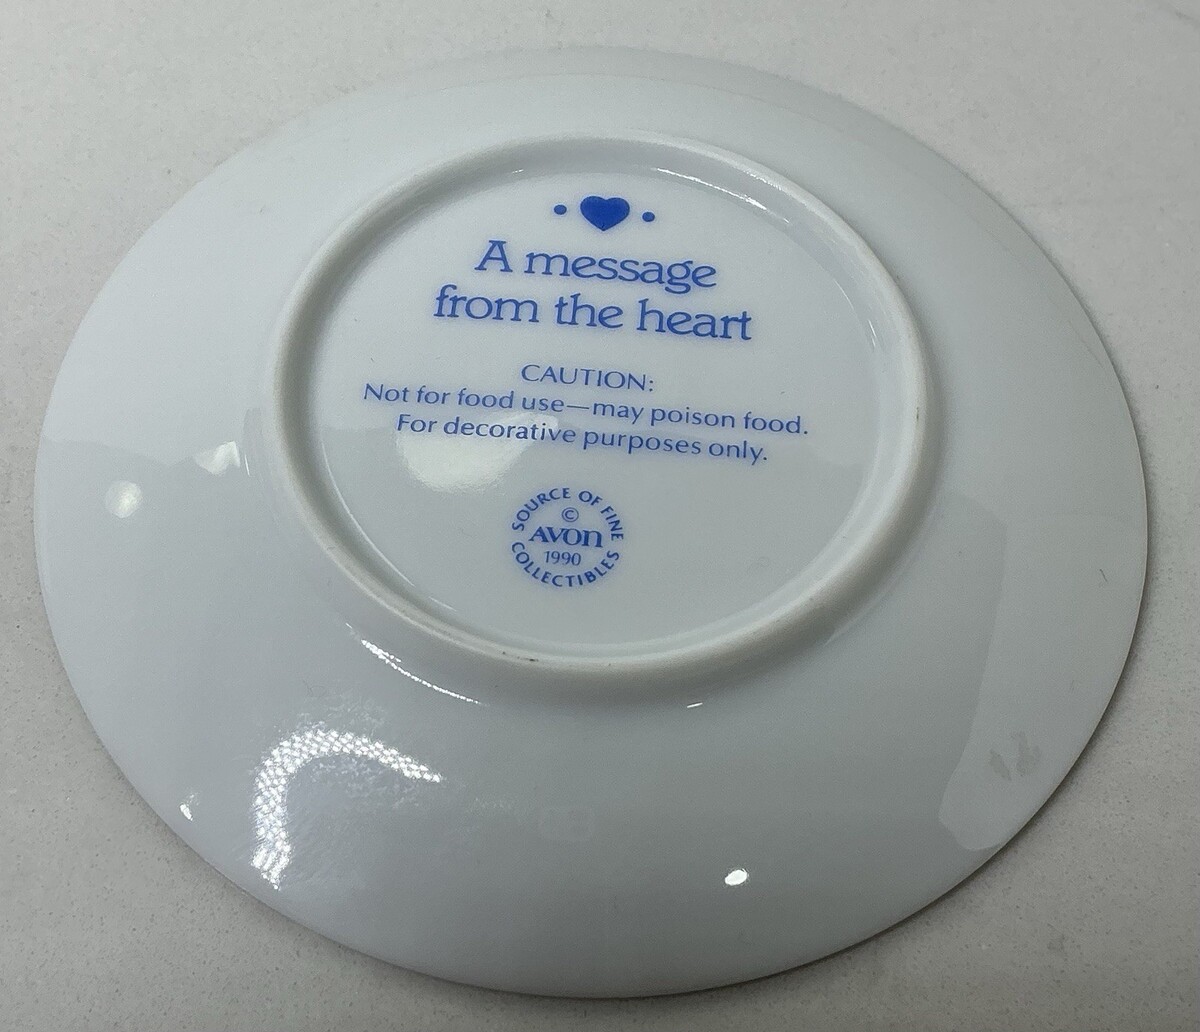 A message
from the heart
CAUTION:
Not for food use—may poison food.
For decorative purposes only.
SOURCE OF FINE
©
AVON
1990
COLLECTIBLES